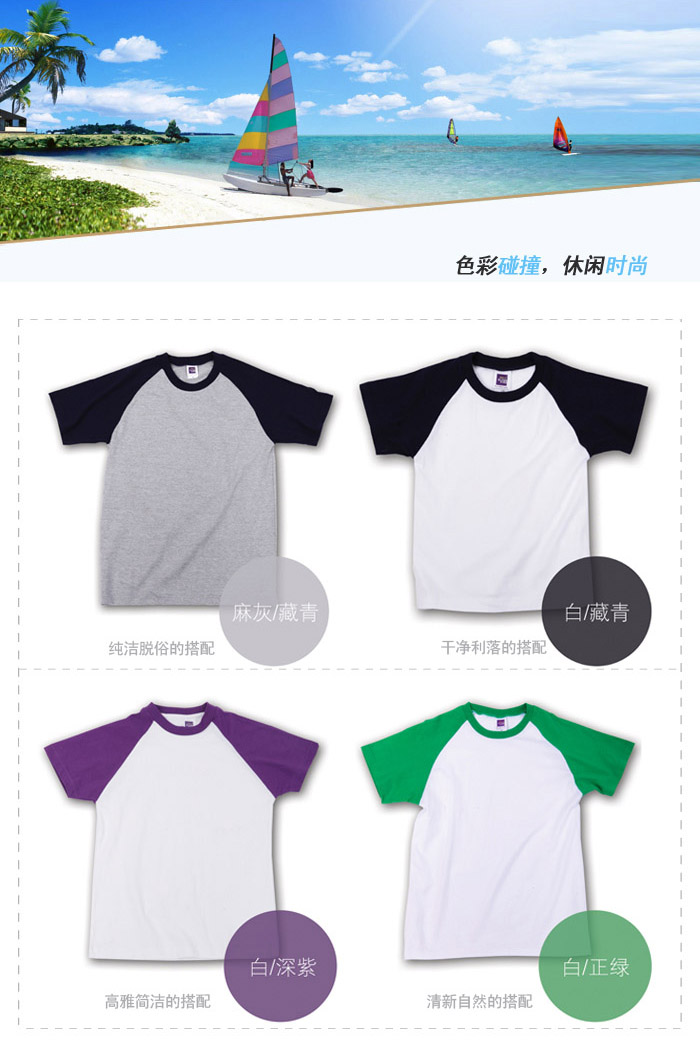 色彩碰撞，休闲时尚
麻灰/藏青
纯洁脱俗的搭配
白/藏青
干净利落的搭配
白/深紫
高雅简洁的搭配
白/正绿
清新自然的搭配